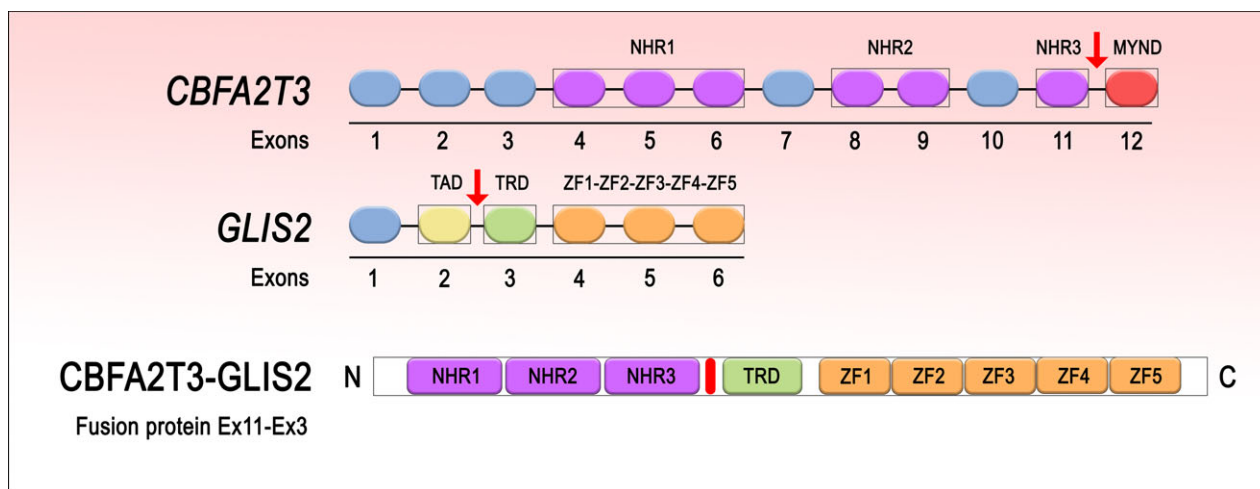 NHR1 NHR2 NHR3 MYND
CBFA2T3
Exons 1 2 3 4 5 6 7 8 9 10 11 12
TAD TRD ZF1-ZF2-ZF3-ZF4-ZF5
GLIS2
Exons 1 2 3 4 5 6
CBFA2T3-GLIS2 N NHR1 NHR2 NHR3 TRD ZF1 ZF2 ZF3 ZF4 ZF5 C
Fusion protein Ex11-Ex3